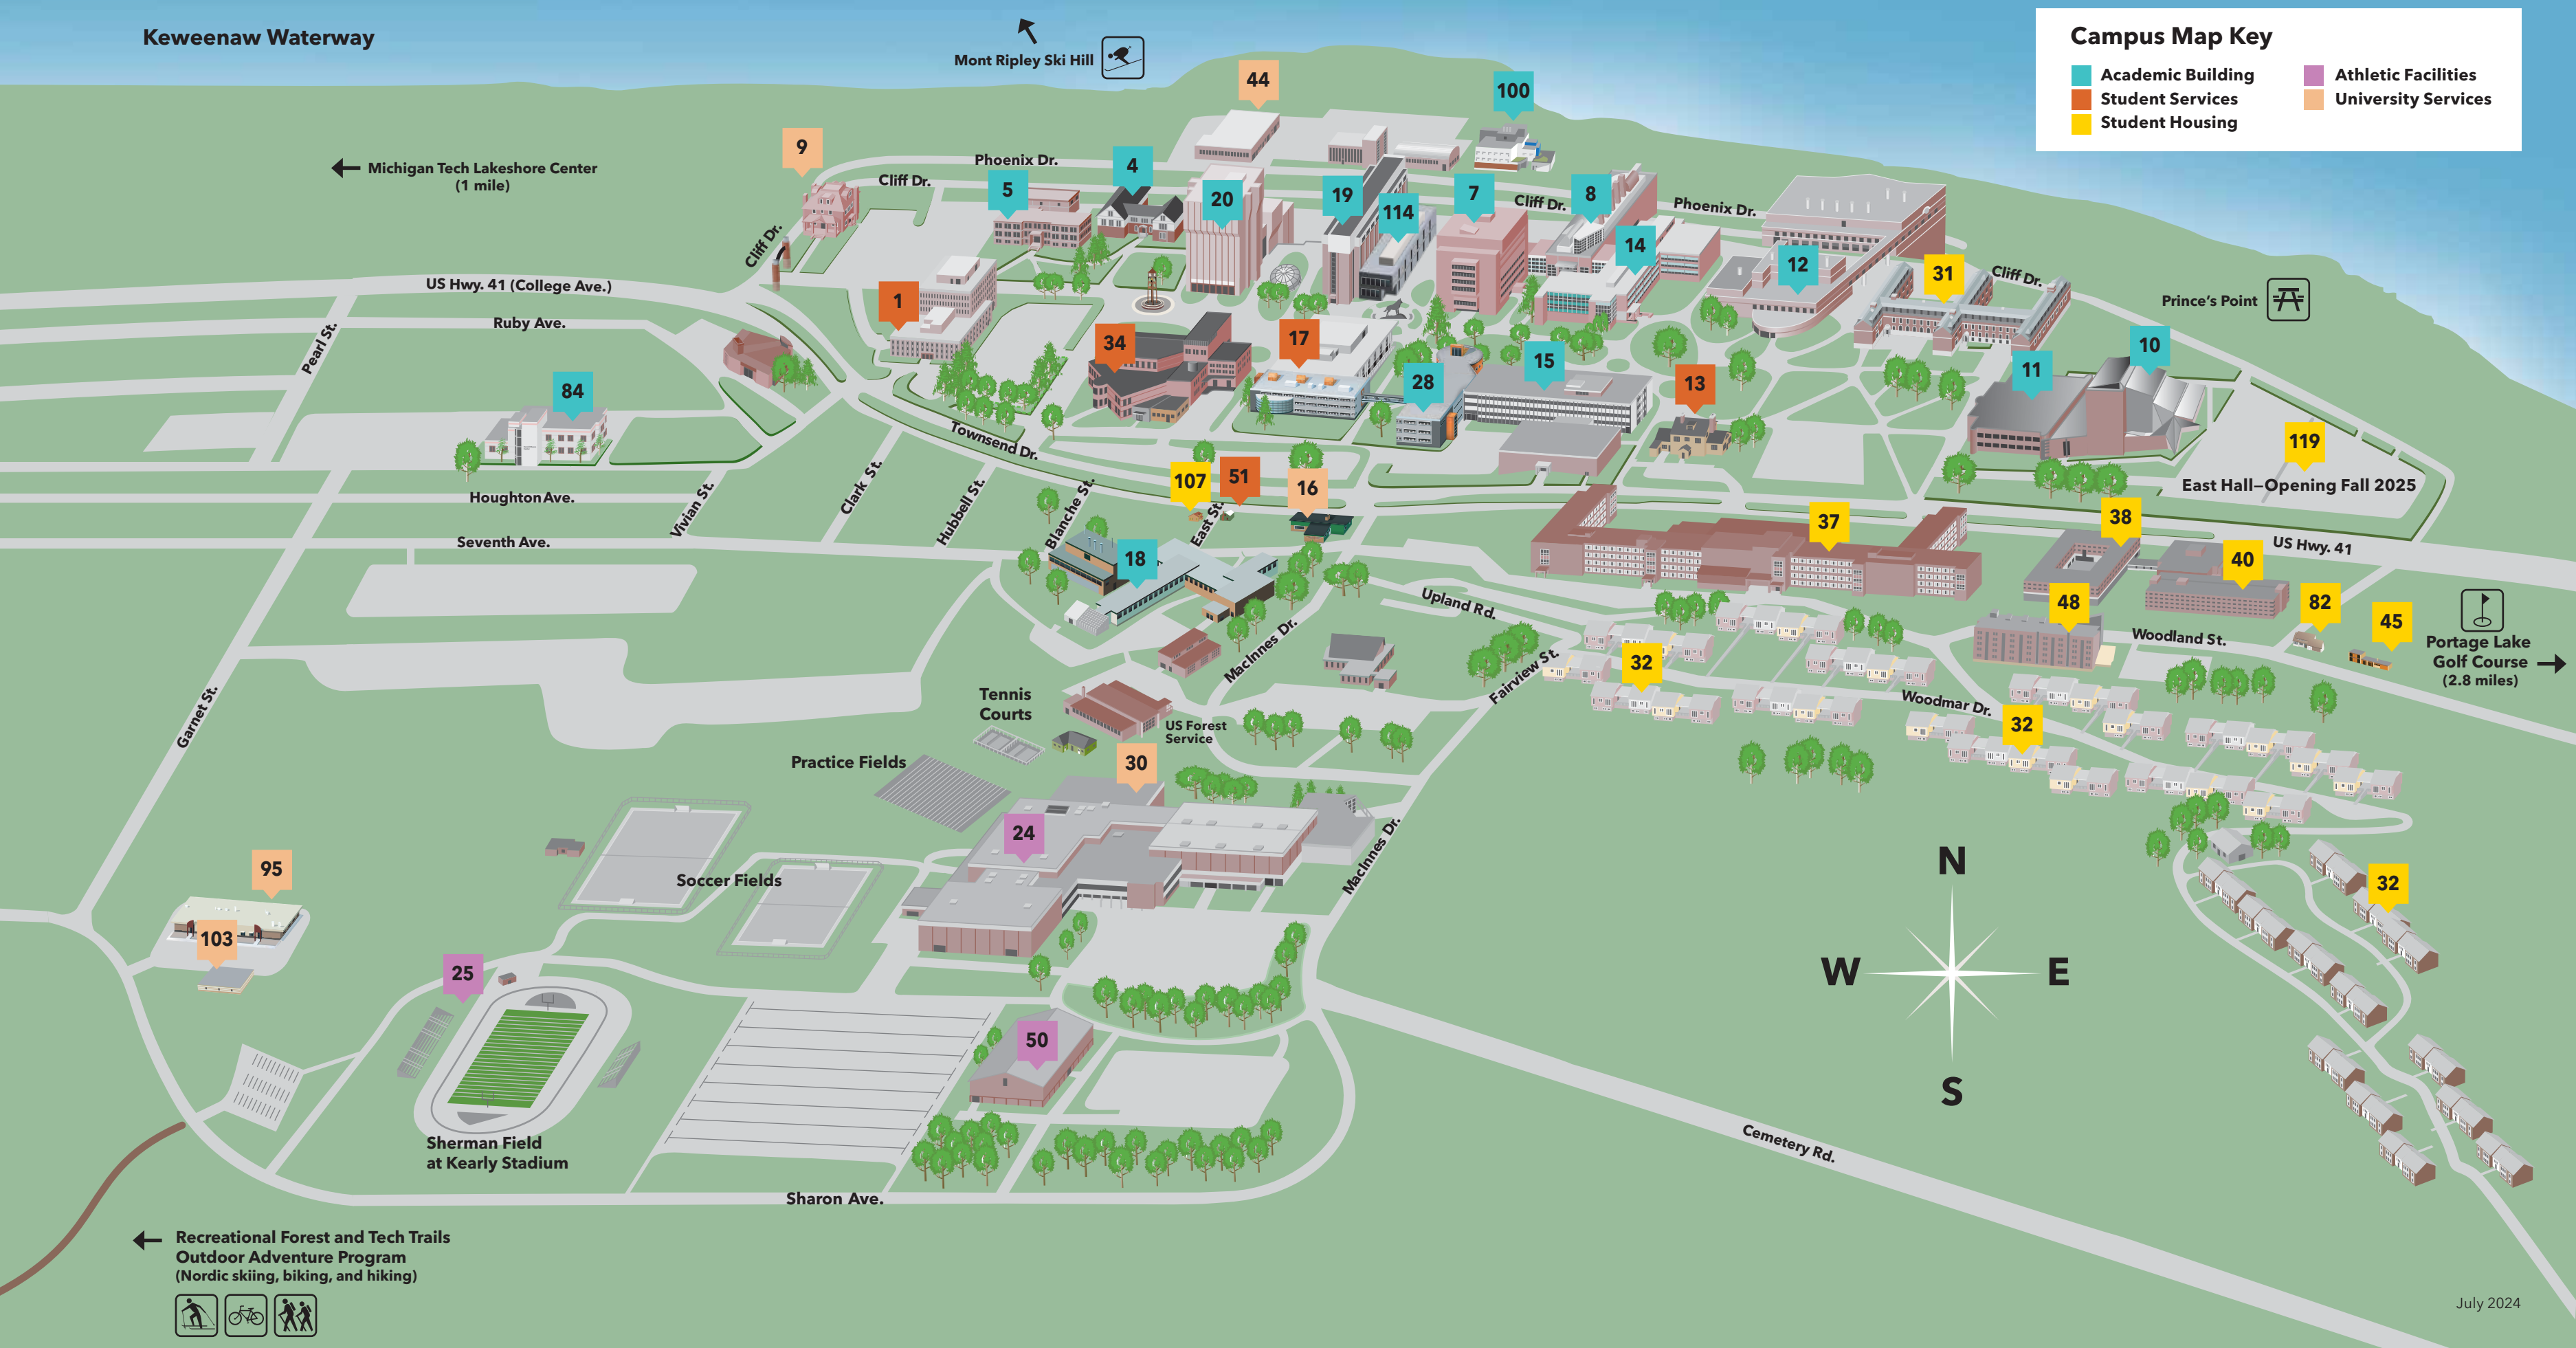 Keweenaw Waterway
Mont Ripley Ski Hill
Campus Map Key
Academic Building
Student Services
Student Housing
Athletic Facilities
University Services
44
100
9
Michigan Tech Lakeshore Center
(1 mile)
Phoenix Dr.
Cliff Dr.
4
5
20
19
114
7
Cliff Dr.
8
Phoenix Dr.
14
12
31
Cliff Dr.
Prince's Point
Cliff Dr.
US Hwy. 41 (College Ave.)
Ruby Ave.
Pearl St.
1
34
17
28
15
13
11
10
84
119
East Hall–Opening Fall 2025
Townsend Dr.
107
51
16
Houghton Ave.
Vivian St.
Clark St.
Hubbell St.
Blanche St.
East St.
Seventh Ave.
18
37
38
40
US Hwy. 41
48
82
45
Upland Rd.
Woodland St.
Portage Lake
Golf Course
(2.8 miles)
MacInnes Dr.
Fairview St.
32
Woodmar Dr.
32
Garnet St.
Tennis
Courts
US Forest
Service
Practice Fields
30
24
MacInnes Dr.
Soccer Fields
95
103
25
50
32
N
W
E
S
Sherman Field
at Kearly Stadium
Cemetery Rd.
Sharon Ave.
Recreational Forest and Tech Trails
Outdoor Adventure Program
(Nordic skiing, biking, and hiking)
July 2024